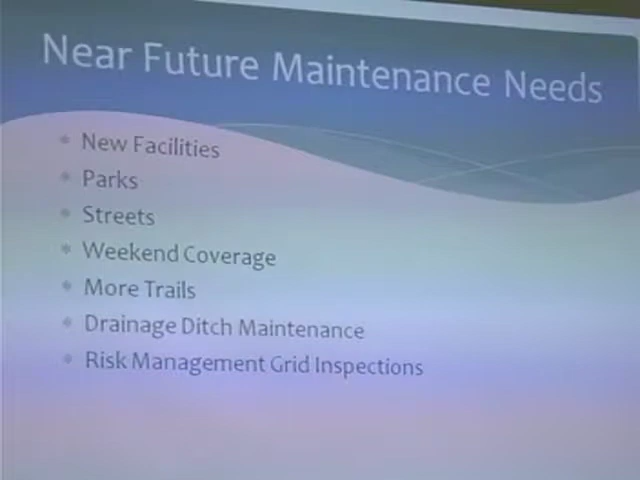 Near Future Maintenance Needs
New Facilities
Parks
Streets
Weekend Coverage
More Trails
Drainage Ditch Maintenance
Risk Management Grid Inspections